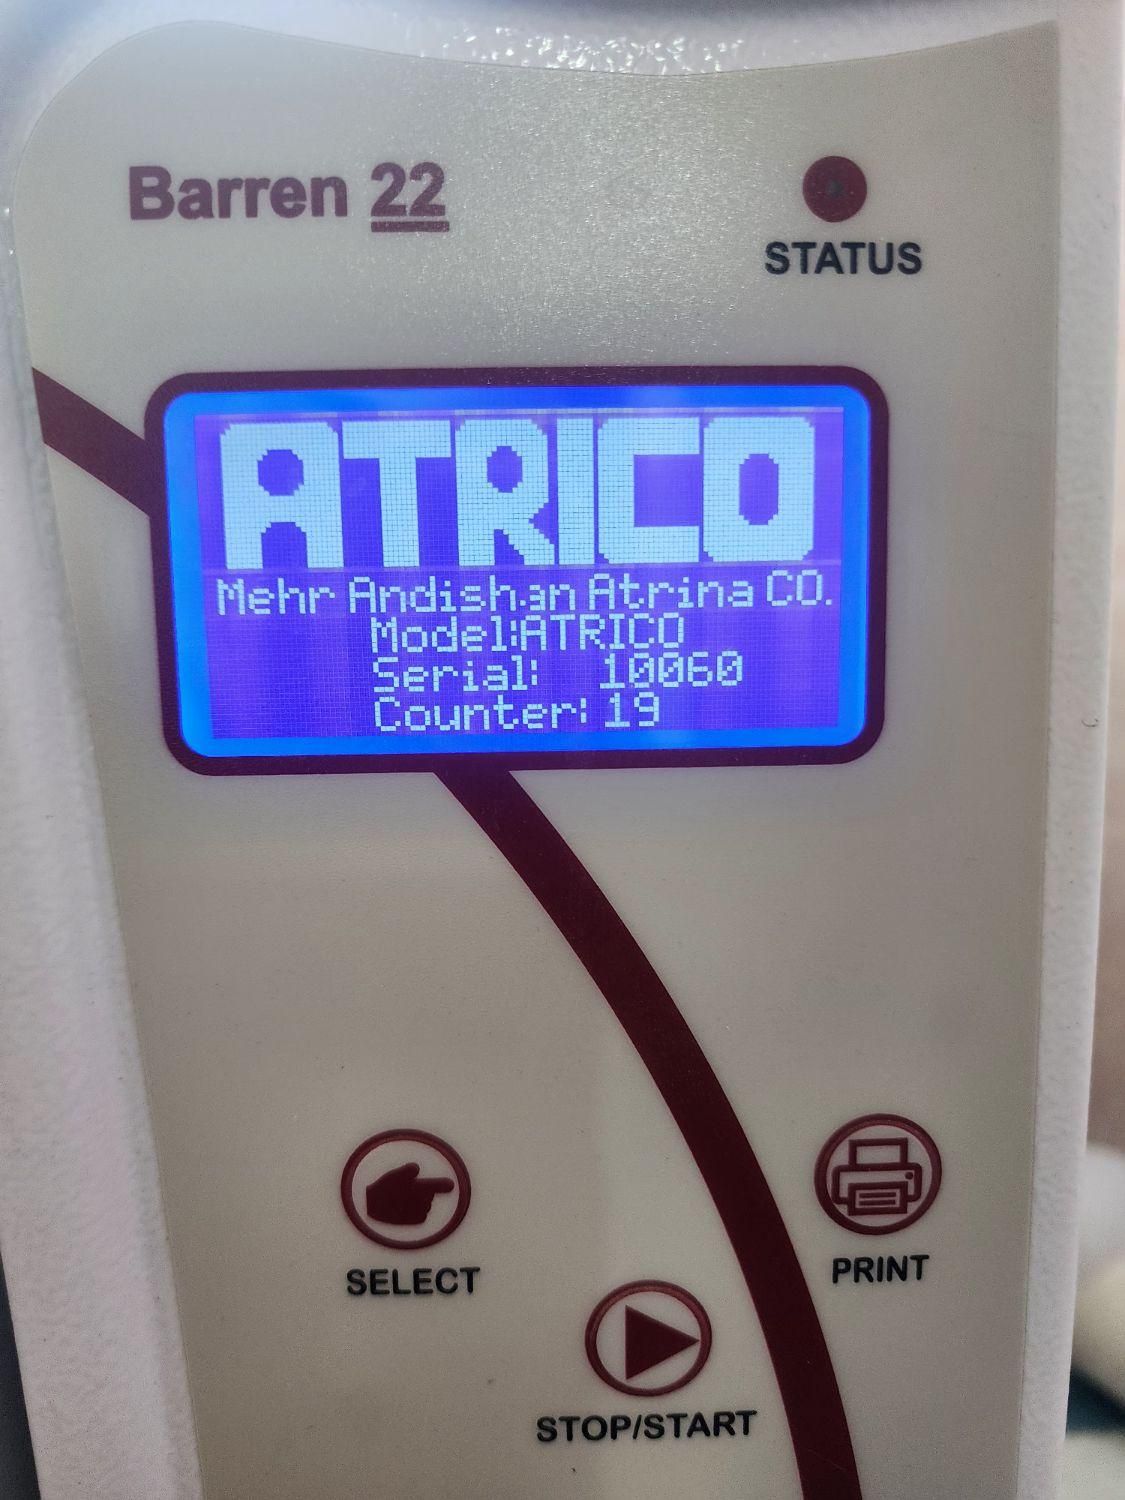 Barren 22
STATUS
ATRICO
Mehr Andishan Atrina CO.
Model:ATRICO
Serial: 10060
Counter: 19
SELECT
PRINT
STOP/START